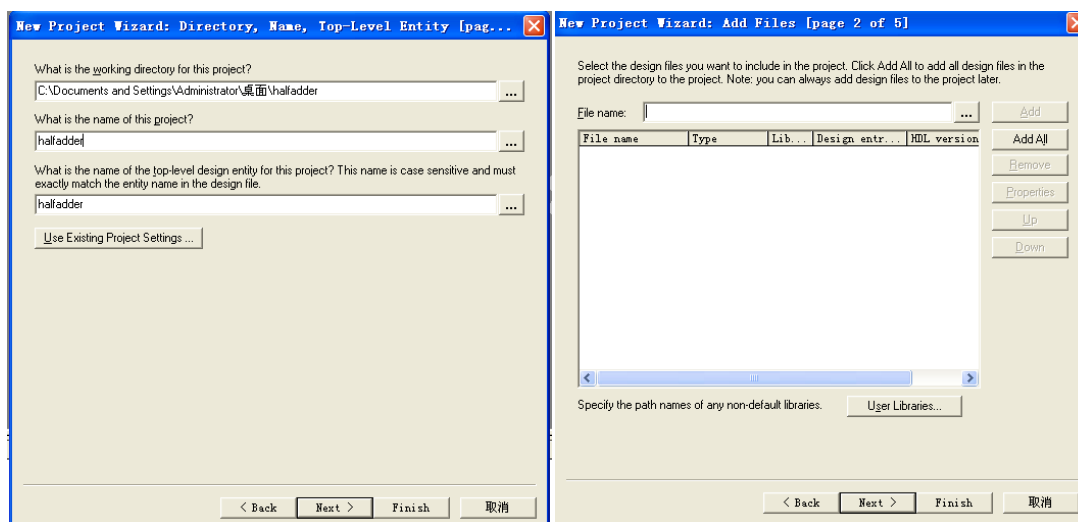 New Project Wizard: Directory, Name, Top-Level Entity [pag...
What is the working directory for this project?
C:\Documents and Settings\Administrator\桌面\halfadder
...
What is the name of this project?
halfadder
...
What is the name of the top-level design entity for this project? This name is case sensitive and must
exactly match the entity name in the design file.
halfadder
...
Use Existing Project Settings ...
< Back
Next >
Finish
取消
New Project Wizard: Add Files [page 2 of 5]
Select the design files you want to include in the project. Click Add All to add all design files in the
project directory to the project. Note: you can always add design files to the project later.
File name:
...
Add
File name
Type
Lib...
Design entr...
HDL version
Add All
Remove
Properties
Up
Down
Specify the path names of any non-default libraries.
User Libraries...
< Back
Next >
Finish
取消